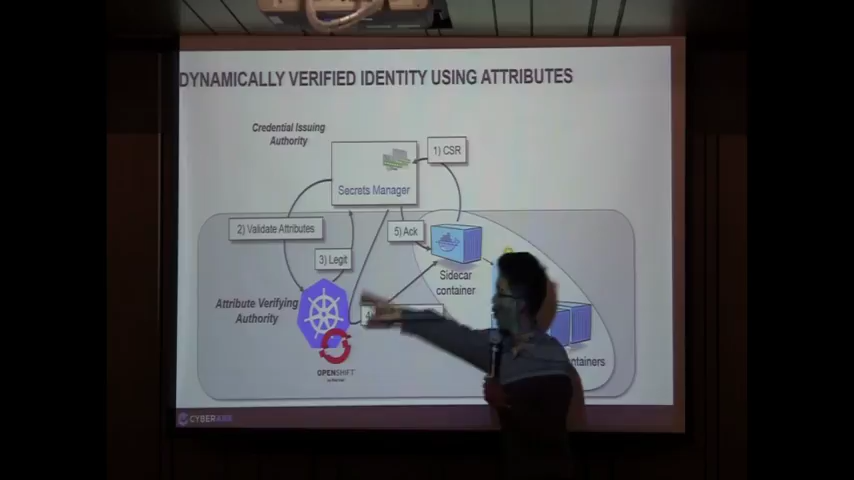 DYNAMICALLY VERIFIED IDENTITY USING ATTRIBUTES
Credential Issuing
Authority
1) CSR
Secrets Manager
2) Validate Attributes
5) Ack
3) Legit
Sidecar
container
Attribute Verifying
Authority
OPENSHIFT
CYBERARK